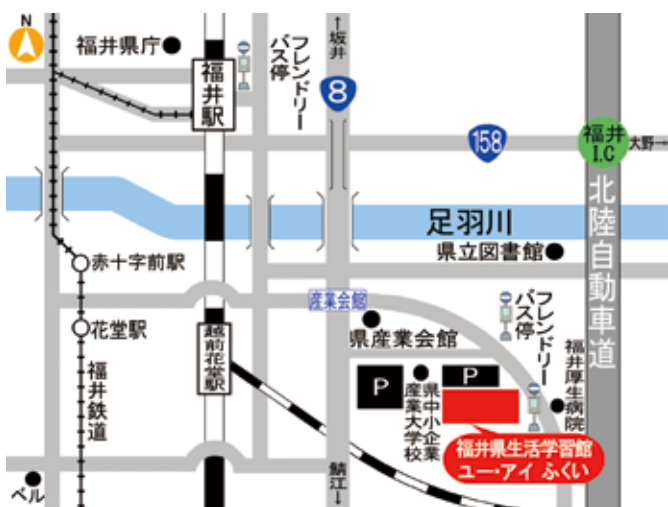 N
福井県庁
福井駅
フレンドリー
バス停
↑坂井
8
158
福井
I.C
大野→
北陸自動車道
足羽川
県立図書館
赤十字前駅
産業会館
県産業会館
フレンドリー
バス停
花堂駅
越前花堂駅
福井鉄道
P
P
県中小企業
産業大学校
福井厚生病院
福井県生活学習館
ユー・アイ ふくい
鯖江↓
ベル